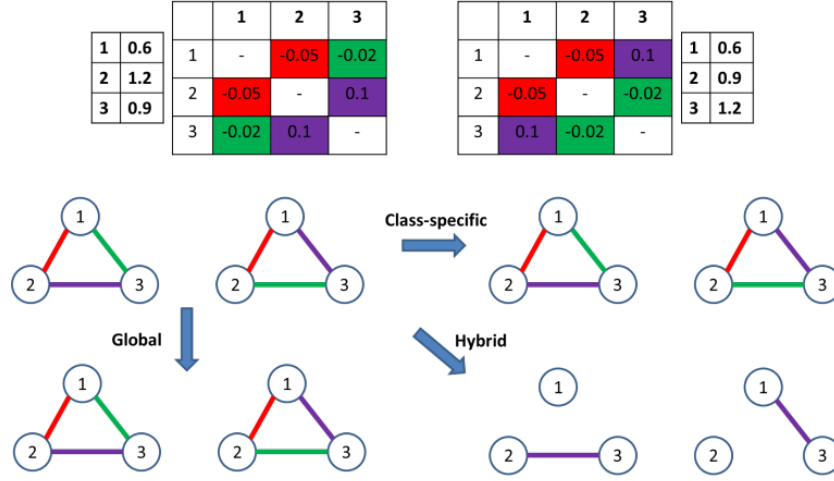 1 2 3
1 0.6
2 1.2
3 0.9
1 - -0.05 -0.02
2 -0.05 - 0.1
3 -0.02 0.1 -
1 2 3
1 - -0.05 0.1
2 -0.05 - -0.02
3 0.1 -0.02 -
1 0.6
2 0.9
3 1.2
1
2 3
1
2 3
Class-specific
1
2 3
1
2 3
Global
Hybrid
1
2 3
1
2 3
1
2 3
1
2 3